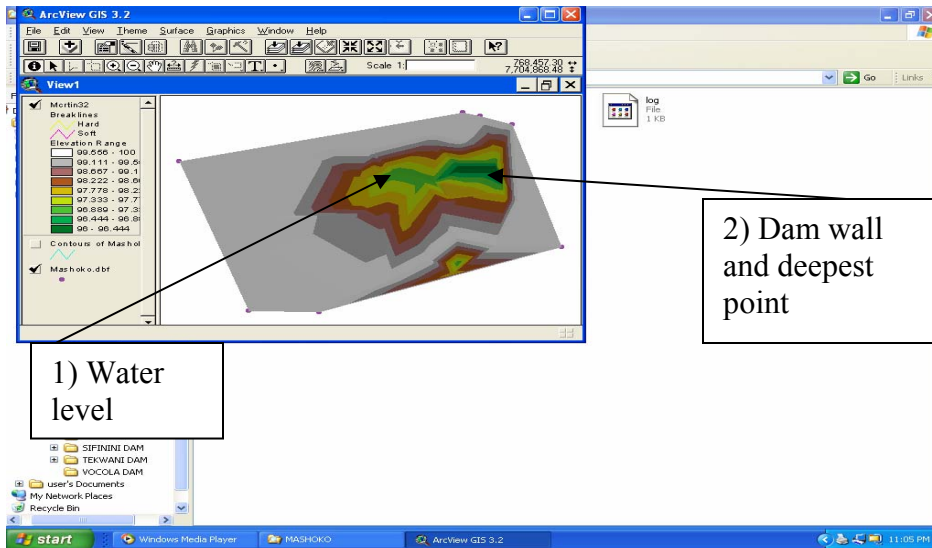 ArcView GIS 3.2
File Edit View Theme Surface Graphics Window Help
Scale 1:
768,457.30
7,704,868.48
View1
Mcrtin32
Breaklines
Hard
Soft
Elevation Range
99.556 - 100
99.111 - 99.5
98.667 - 99.1
98.222 - 98.6
97.778 - 98.2
97.333 - 97.7
96.889 - 97.3
96.444 - 96.8
96 - 96.444
Contours of Mashol
Mashoko.dbf
Go
Links
log
File
1 KB
2) Dam wall
and deepest
point
1) Water
level
SIFININI DAM
TEKWANI DAM
VOCOLA DAM
user's Documents
My Network Places
Recycle Bin
start
Windows Media Player
MASHOKO
ArcView GIS 3.2
11:05 PM